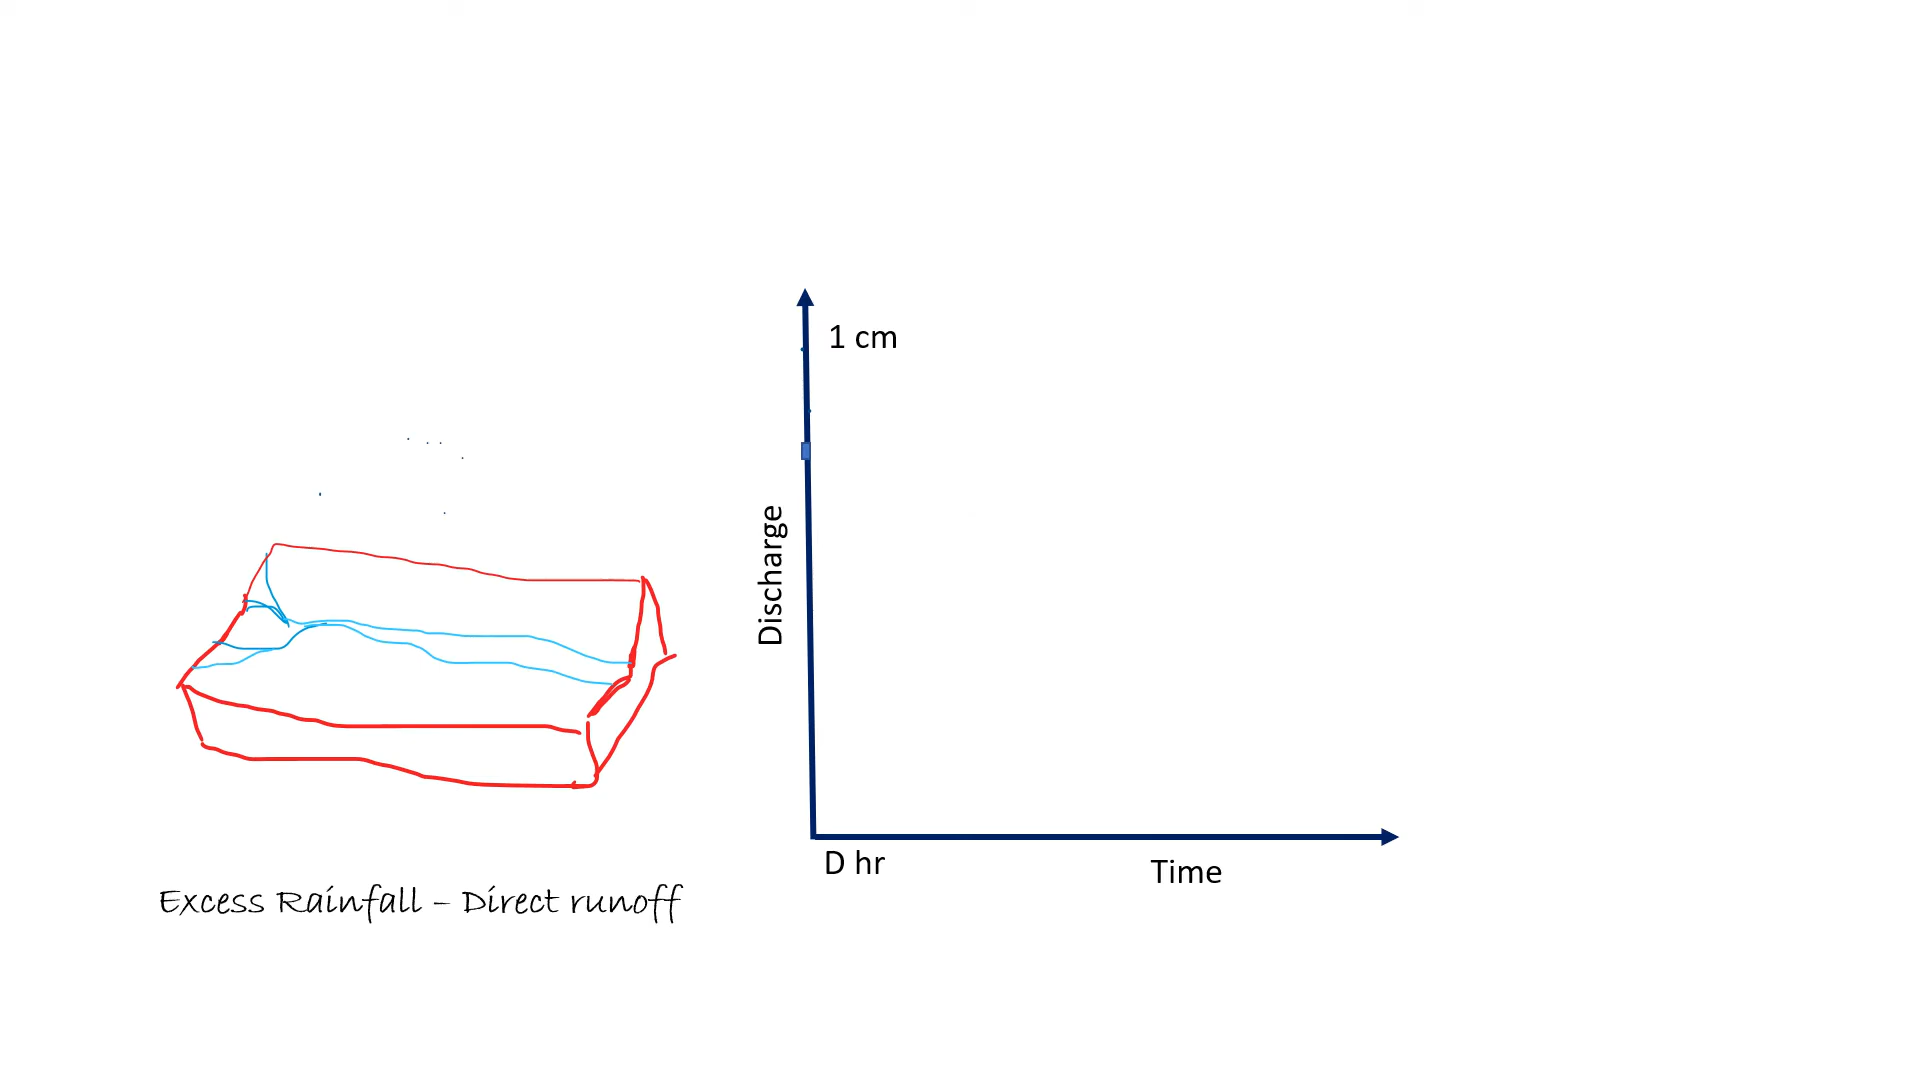 1 cm
Discharge
D hr
Time
Excess Rainfall – Direct runoff